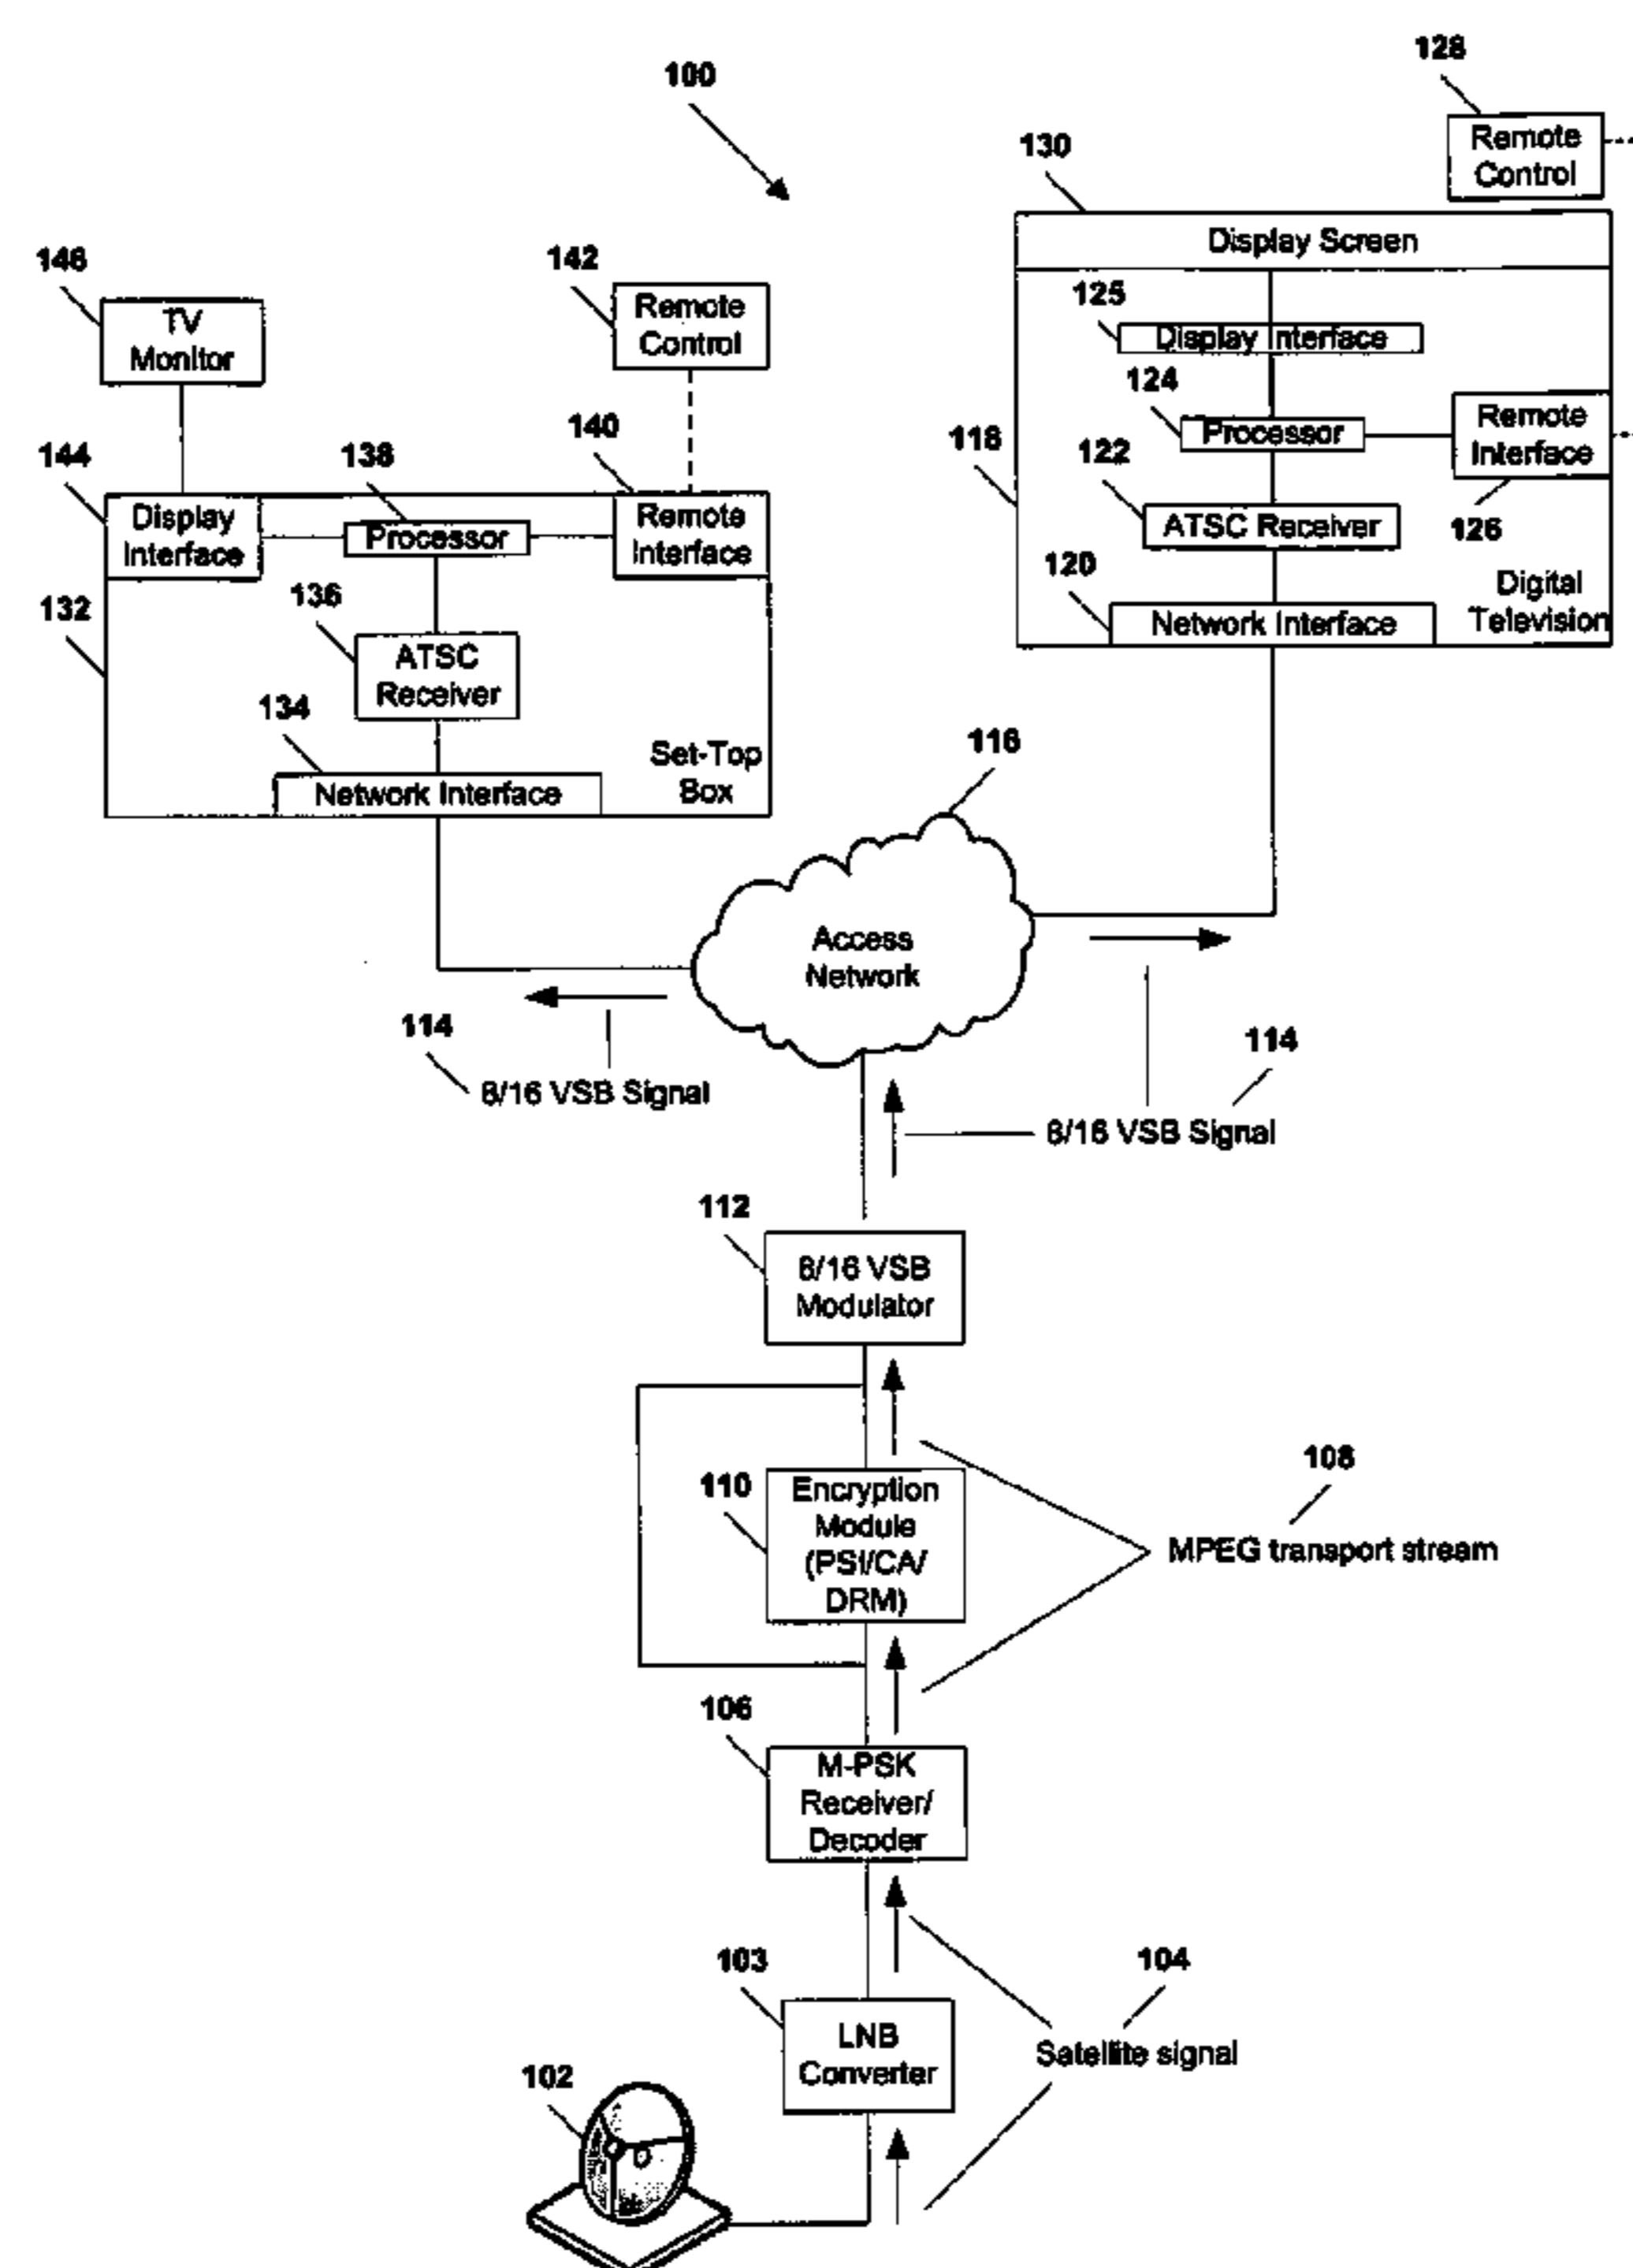 100
128
Remote
Control
130
Display Screen
125
Display Interface
124
Processor
Remote
Interface
126
118
122
ATSC Receiver
120
Network Interface
Digital
Television
146
TV
Monitor
142
Remote
Control
144
Display
Interface
138
Processor
140
Remote
Interface
132
136
ATSC
Receiver
134
Network Interface
Set-Top
Box
116
Access
Network
114
8/16 VSB Signal
114
8/16 VSB Signal
112
8/16 VSB
Modulator
110
Encryption
Module
(PSI/CA/
DRM)
108
MPEG transport stream
106
M-PSK
Receiver/
Decoder
103
LNB
Converter
104
Satellite signal
102